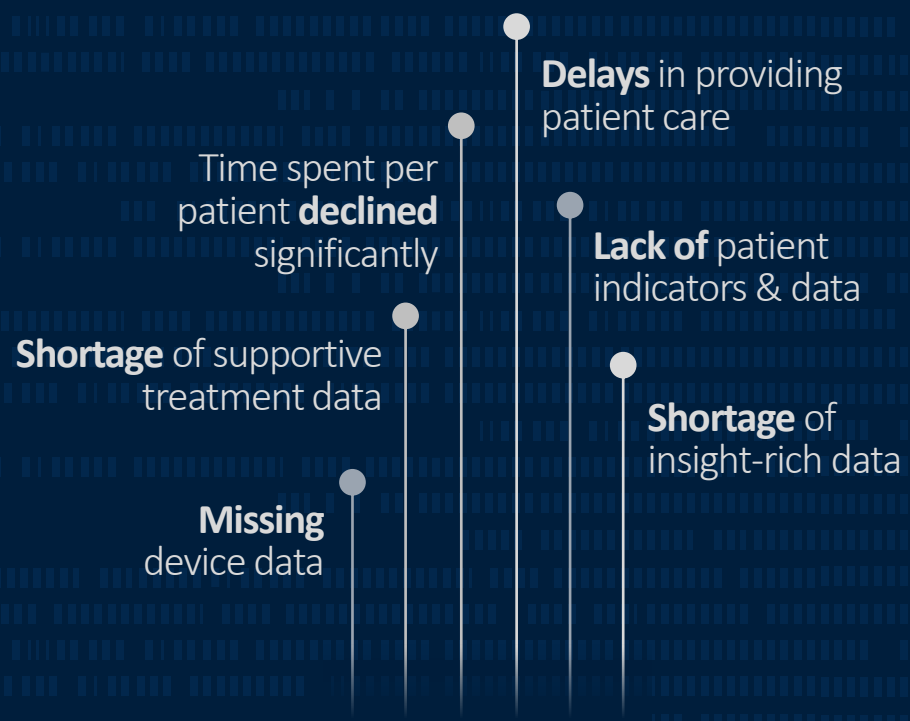 Delays in providing
patient care
Time spent per
patient declined
significantly
Lack of patient
indicators & data
Shortage of supportive
treatment data
Shortage of
insight-rich data
Missing
device data